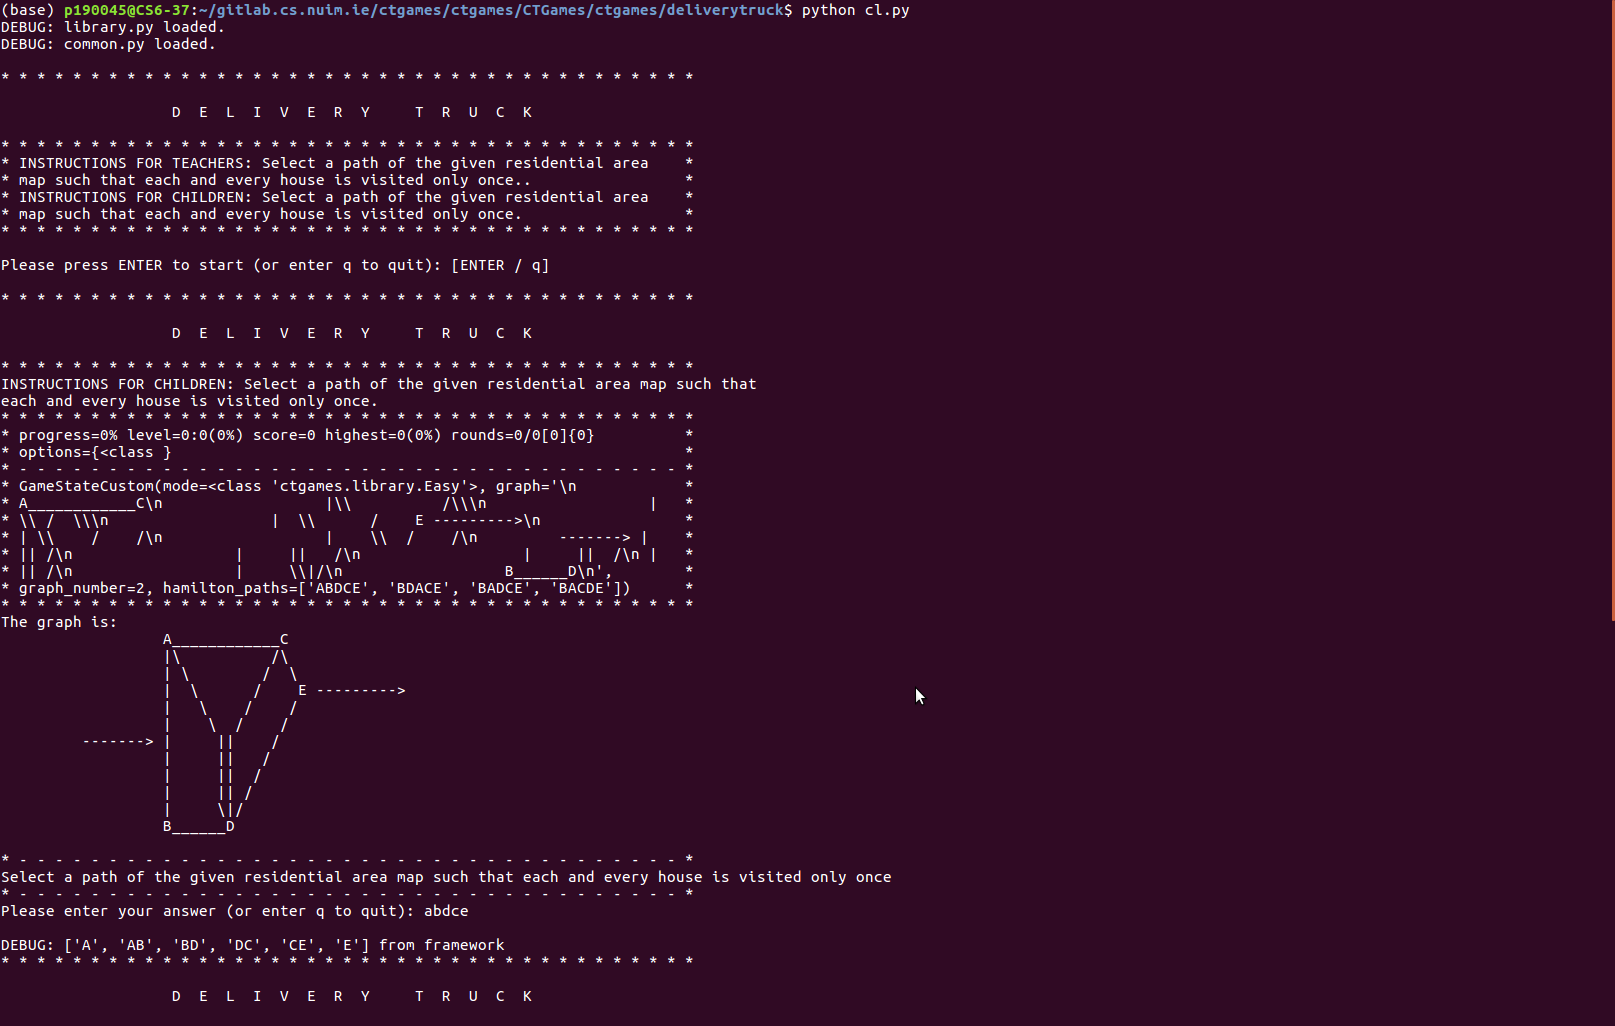 (base) p190045@CS6-37:~/gitlab.cs.nuim.ie/ctgames/ctgames/CTGames/ctgames/deliverytruck$ python cl.py
DEBUG: library.py loaded.
DEBUG: common.py loaded.

* * * * * * * * * * * * * * * * * * * * * * * * * * * * * * * * * * * * * * *

                   D  E  L  I  V  E  R  Y     T  R  U  C  K

* * * * * * * * * * * * * * * * * * * * * * * * * * * * * * * * * * * * * * *
* INSTRUCTIONS FOR TEACHERS: Select a path of the given residential area    *
* map such that each and every house is visited only once..                 *
* INSTRUCTIONS FOR CHILDREN: Select a path of the given residential area    *
* map such that each and every house is visited only once.                  *
* * * * * * * * * * * * * * * * * * * * * * * * * * * * * * * * * * * * * * *

Please press ENTER to start (or enter q to quit): [ENTER / q]

* * * * * * * * * * * * * * * * * * * * * * * * * * * * * * * * * * * * * * *

                   D  E  L  I  V  E  R  Y     T  R  U  C  K

* * * * * * * * * * * * * * * * * * * * * * * * * * * * * * * * * * * * * * *
INSTRUCTIONS FOR CHILDREN: Select a path of the given residential area map such that
each and every house is visited only once.
* * * * * * * * * * * * * * * * * * * * * * * * * * * * * * * * * * * * * * *
* progress=0% level=0:0(0%) score=0 highest=0(0%) rounds=0/0[0]{0}          *
* options={<class }                                                         *
* - - - - - - - - - - - - - - - - - - - - - - - - - - - - - - - - - - - - - *
* GameStateCustom(mode=<class 'ctgames.library.Easy'>, graph='\n            *
* A____________C\n                  |\\          /\\\n                  |   *
* \\ /  \\\n                  |  \\      /    E --------->\n                *
* | \\    /    /\n                  |    \\  /    /\n         -------> |    *
* || /\n                  |     ||   /\n                  |     ||  /\n |   *
* || /\n                  |     \\|/\n                  B______D\n',        *
* graph_number=2, hamilton_paths=['ABDCE', 'BDACE', 'BADCE', 'BACDE'])      *
* * * * * * * * * * * * * * * * * * * * * * * * * * * * * * * * * * * * * * *
The graph is:
                  A____________C
                  |\          /\
                  | \        /  \
                  |  \      /    E --------->
                  |   \    /    /
                  |    \  /    /
         -------> |     ||    /
                  |     ||   /
                  |     ||  /
                  |     || /
                  |     \|/
                  B______D

* - - - - - - - - - - - - - - - - - - - - - - - - - - - - - - - - - - - - - *
Select a path of the given residential area map such that each and every house is visited only once
* - - - - - - - - - - - - - - - - - - - - - - - - - - - - - - - - - - - - - *
Please enter your answer (or enter q to quit): abdce

DEBUG: ['A', 'AB', 'BD', 'DC', 'CE', 'E'] from framework
* * * * * * * * * * * * * * * * * * * * * * * * * * * * * * * * * * * * * * *

                   D  E  L  I  V  E  R  Y     T  R  U  C  K